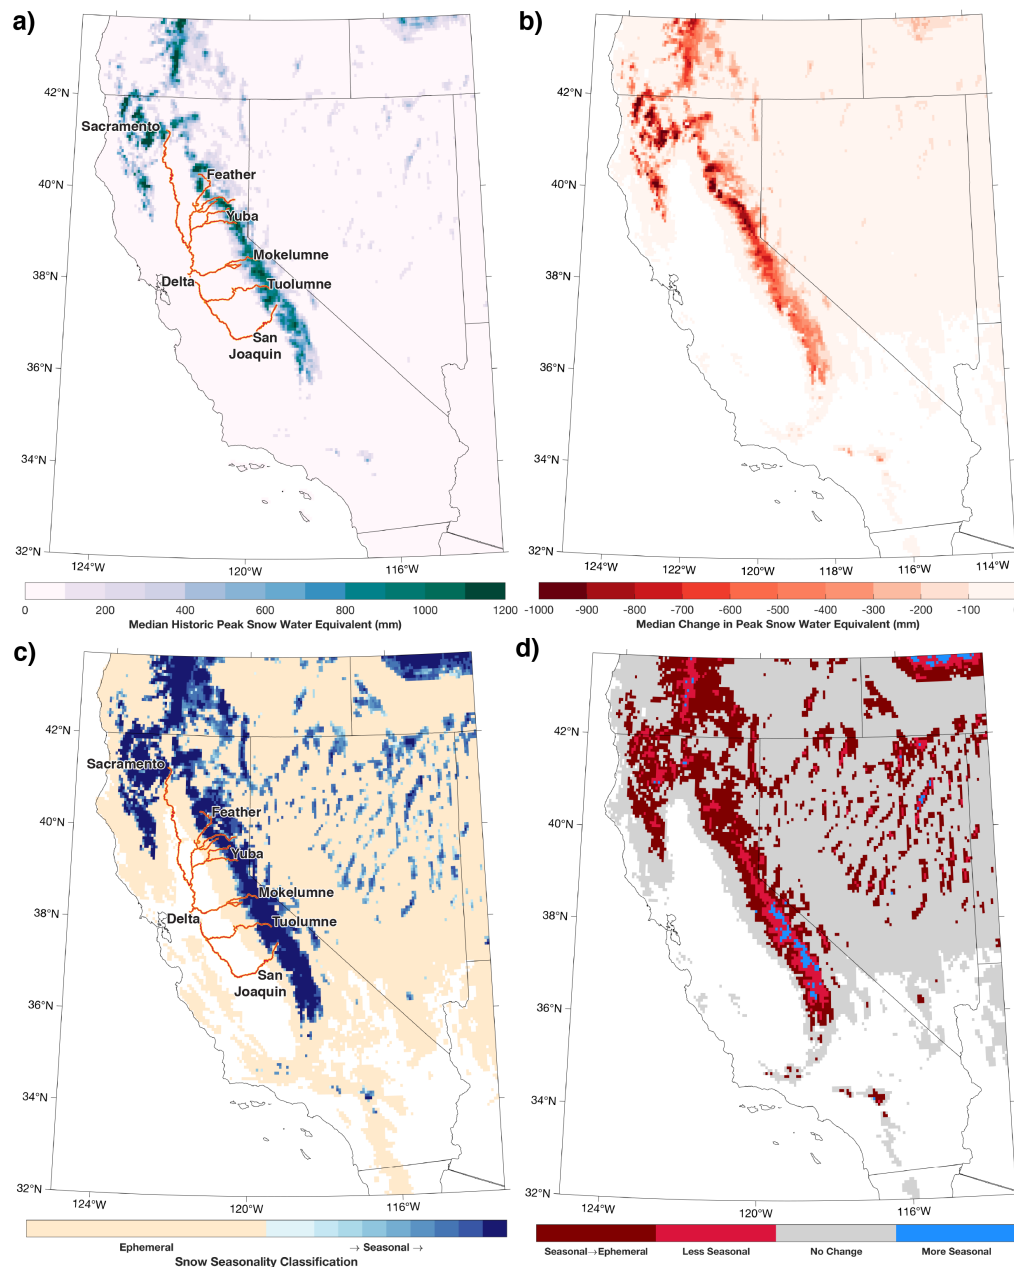 a)
42°N
40°N
38°N
36°N
34°N
32°N
Sacramento
Feather
Yuba
Mokelumne
Delta
Tuolumne
San
Joaquin
124°W
120°W
116°W
0
200
400
600
800
1000
1200
Median Historic Peak Snow Water Equivalent (mm)
b)
42°N
40°N
38°N
36°N
34°N
32°N
124°W
122°W
120°W
118°W
116°W
114°W
-1000
-900
-800
-700
-600
-500
-400
-300
-200
-100
Median Change in Peak Snow Water Equivalent (mm)
c)
42°N
40°N
38°N
36°N
34°N
32°N
Sacramento
Feather
Yuba
Mokelumne
Delta
Tuolumne
San
Joaquin
124°W
120°W
116°W
Ephemeral
→ Seasonal →
Snow Seasonality Classification
d)
42°N
40°N
38°N
36°N
34°N
32°N
124°W
120°W
116°W
Seasonal→Ephemeral
Less Seasonal
No Change
More Seasonal